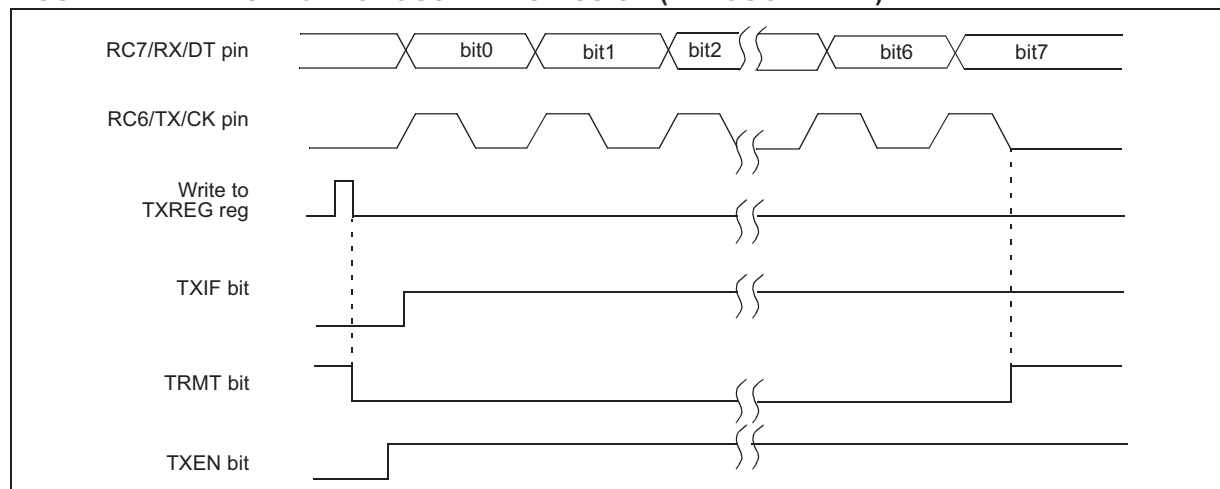 RC7/RX/DT pin
bit0 bit1 bit2 bit6 bit7
RC6/TX/CK pin
Write to
TXREG reg
TXIF bit
TRMT bit
TXEN bit